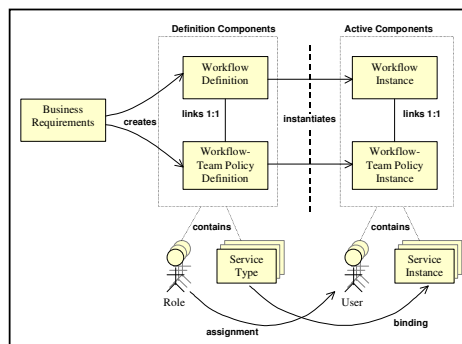 Definition Components
Active Components
Workflow
Definition
Workflow
Instance
Business
Requirements
creates
links 1:1
instantiates
links 1:1
Workflow-
Team Policy
Definition
Workflow-
Team Policy
Instance
contains
contains
Role
Service
Type
User
Service
Instance
assignment
binding